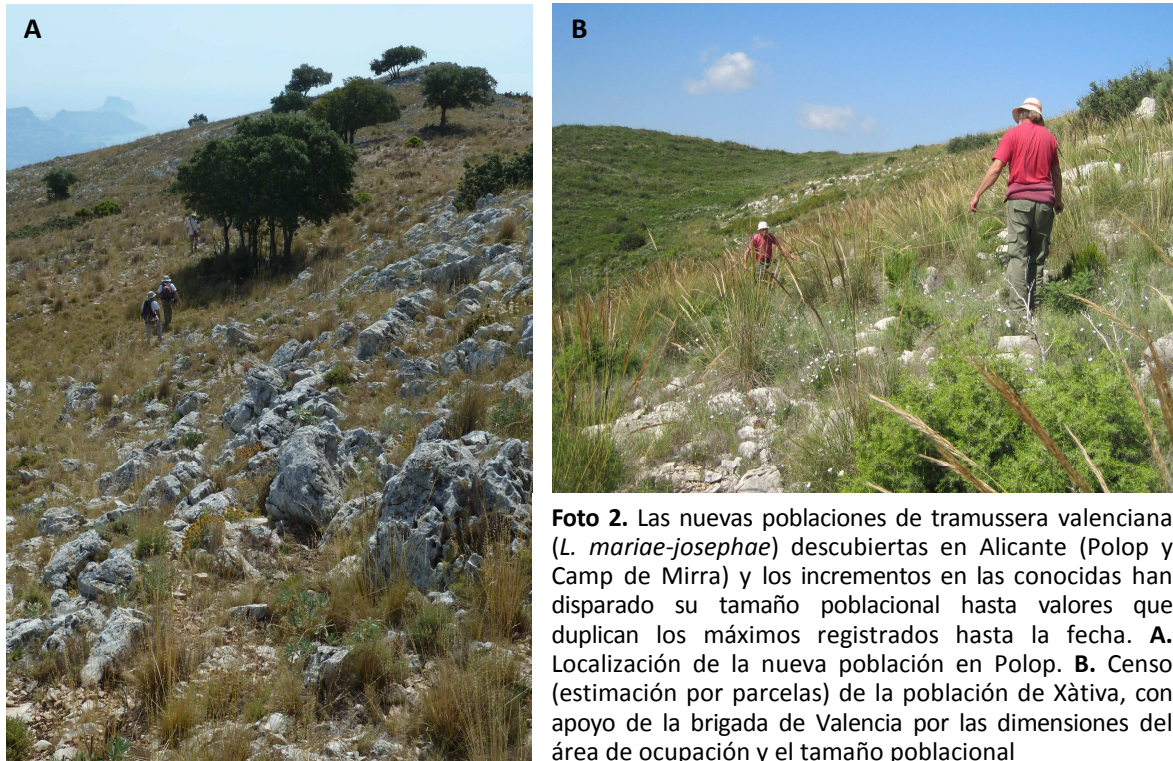 A
B
Foto 2. Las nuevas poblaciones de tramussera valenciana
(L. mariae-josephae) descubiertas en Alicante (Polop y
Camp de Mirra) y los incrementos en las conocidas han
disparado su tamaño poblacional hasta valores que
duplican los máximos registrados hasta la fecha. A.
Localización de la nueva población en Polop. B. Censo
(estimación por parcelas) de la población de Xàtiva, con
apoyo de la brigada de Valencia por las dimensiones del
área de ocupación y el tamaño poblacional